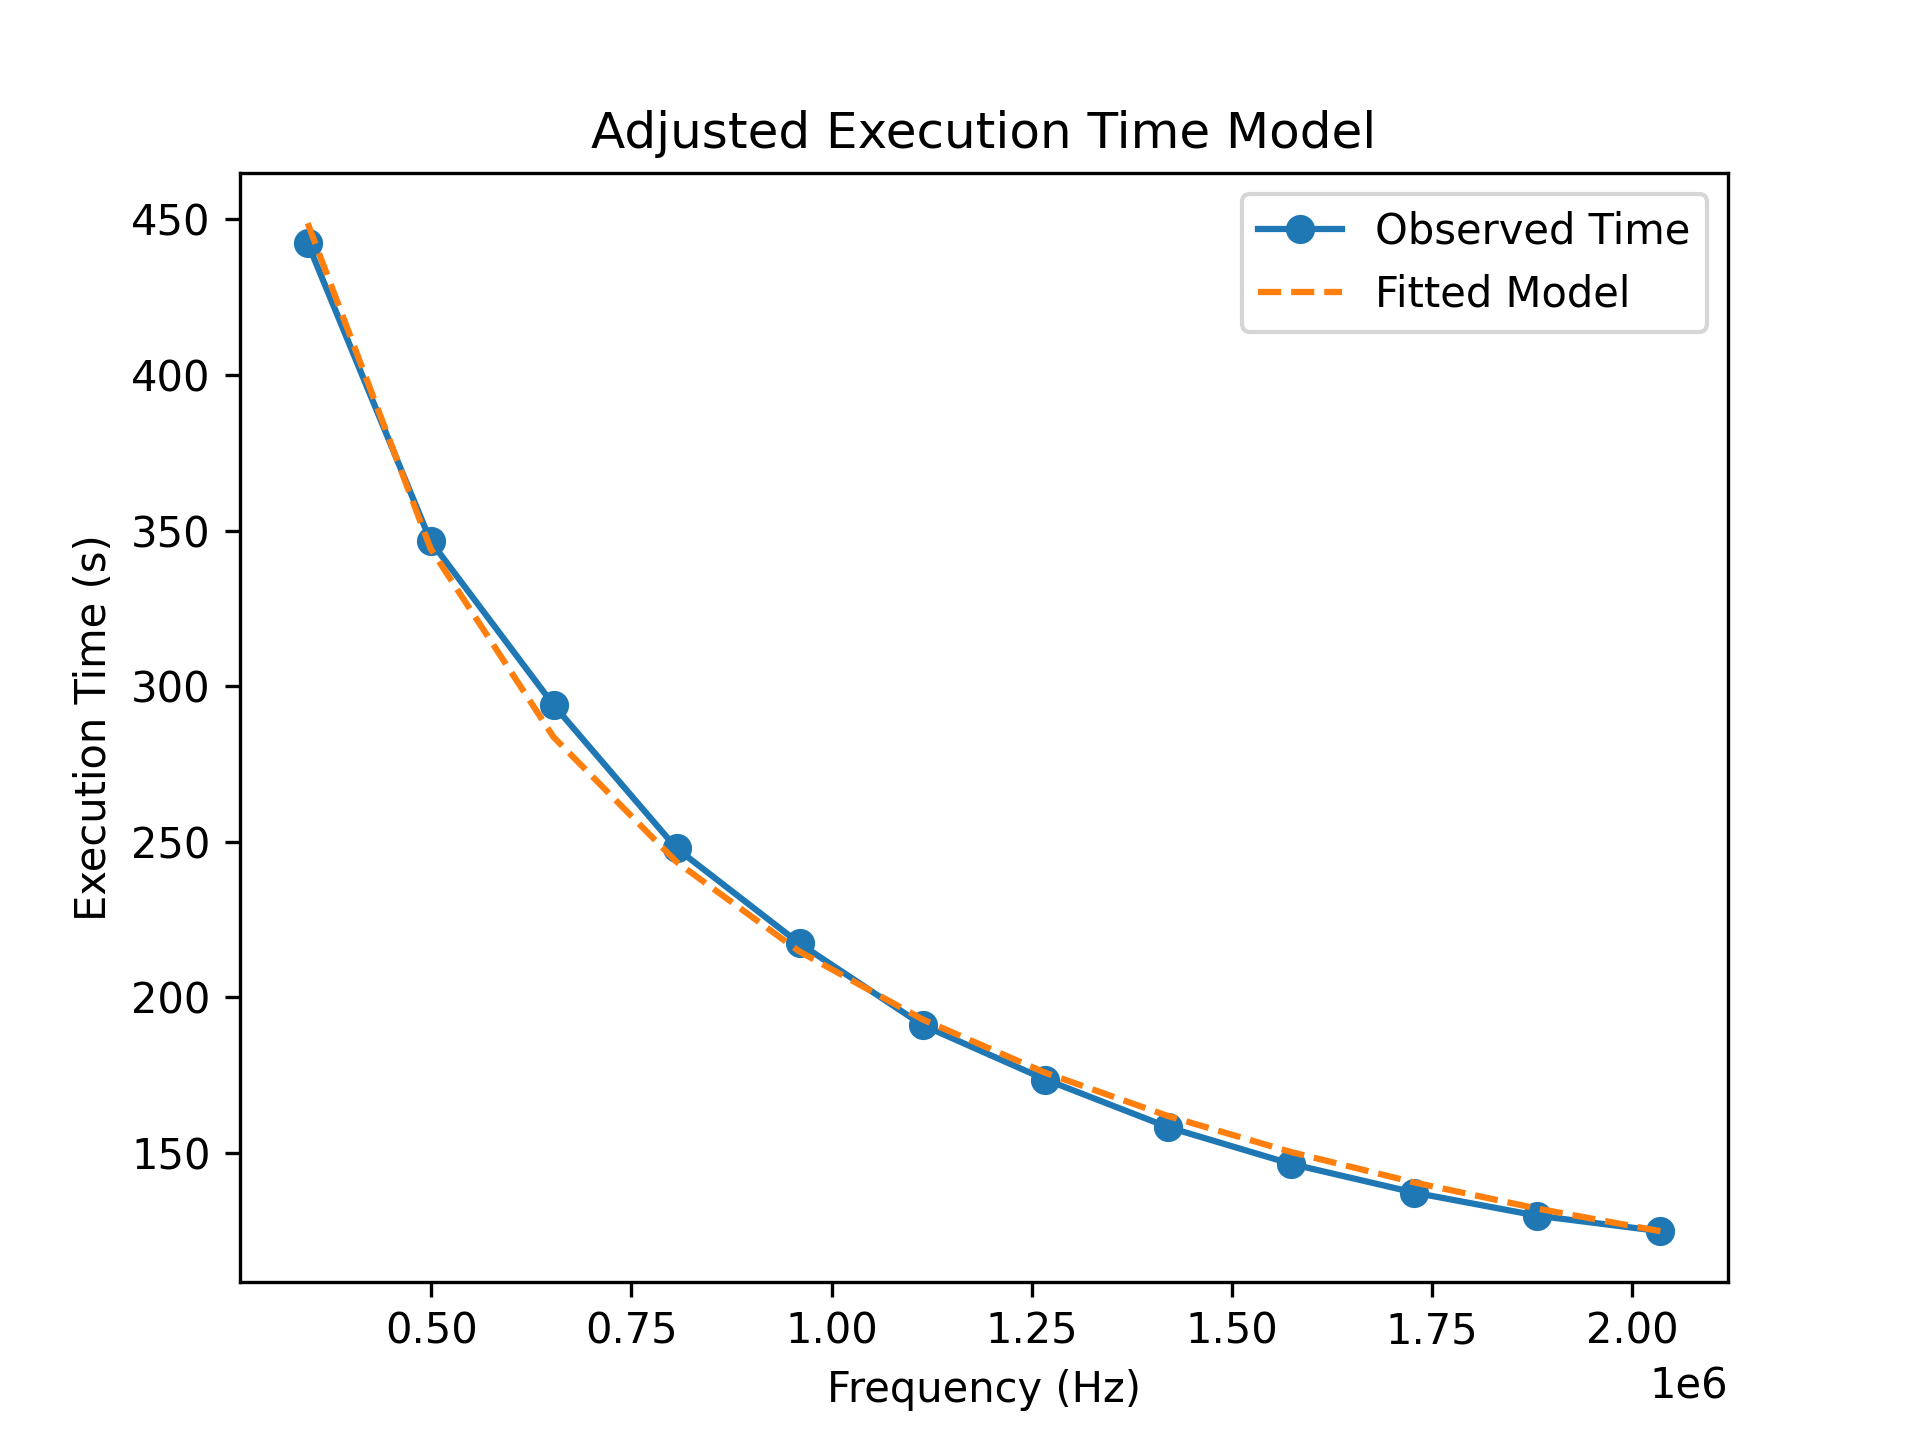 Adjusted Execution Time Model
Observed Time
Fitted Model
Execution Time (s)
450
400
350
300
250
200
150
0.50 0.75 1.00 1.25 1.50 1.75 2.00
1e6
Frequency (Hz)